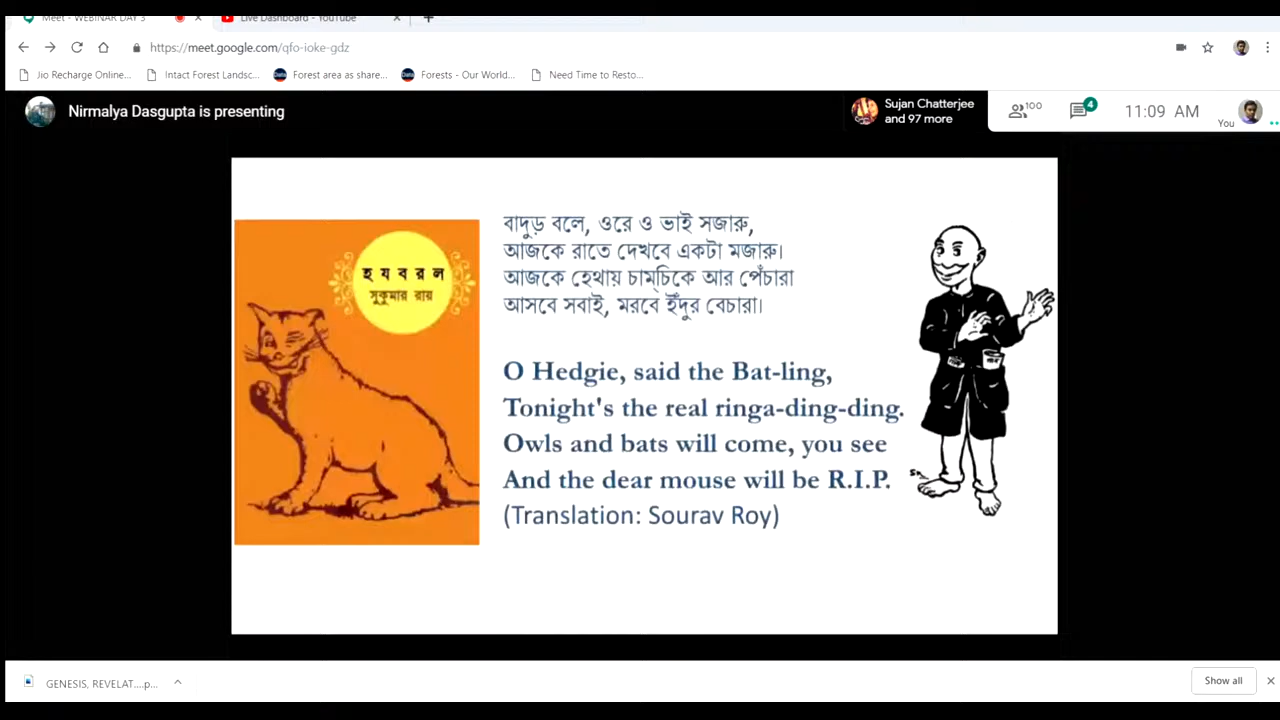 Meet - WEBINAR DAY 3
Live Dashboard - YouTube
https://meet.google.com/qfo-ioke-gdz
Jio Recharge Online...
Intact Forest Landsc...
Forest area as share...
Forests - Our World...
Need Time to Resto...
Nirmalya Dasgupta is presenting
Sujan Chatterjee
and 97 more
100
4
11:09 AM
You
হ য ব র ল
সুকুমার রায়
বাদুড় বলে, ওরে ও ভাই সজারু,
আজকে রাতে দেখবে একটা মজারু।
আজকে হেথায় চাম্‌চিকে আর পেঁচারা
আসবে সবাই, মরবে ইঁদুর বেচারা।
O Hedgie, said the Bat-ling,
Tonight's the real ringa-ding-ding.
Owls and bats will come, you see
And the dear mouse will be R.I.P.
(Translation: Sourav Roy)
GENESIS, REVELAT....p...
Show all